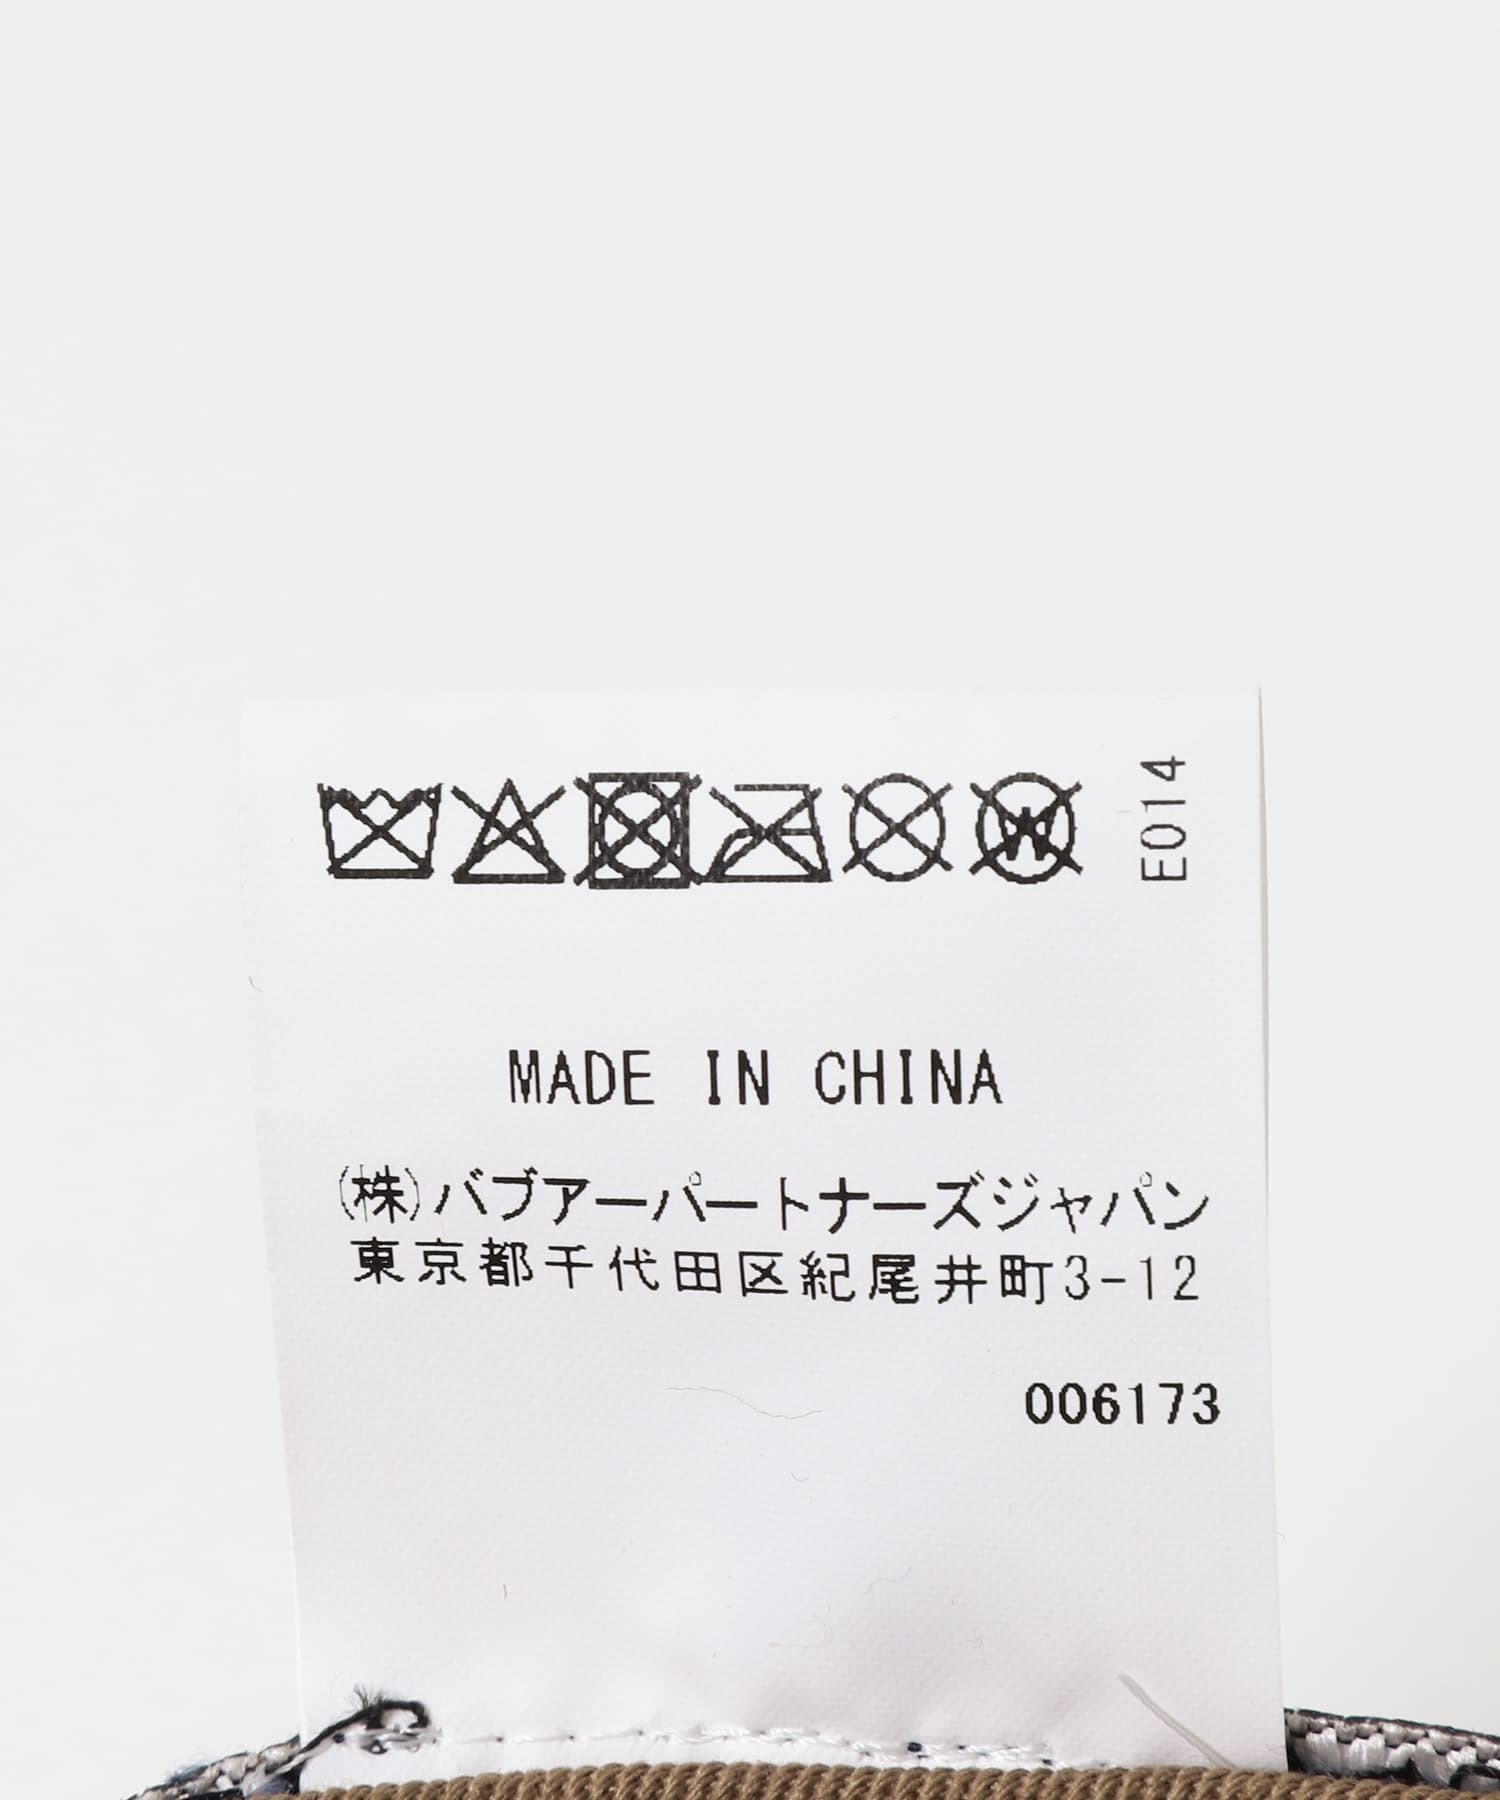 E014
MADE IN CHINA
(株)バブアーパートナーズジャパン
東京都千代田区紀尾井町3-12
006173